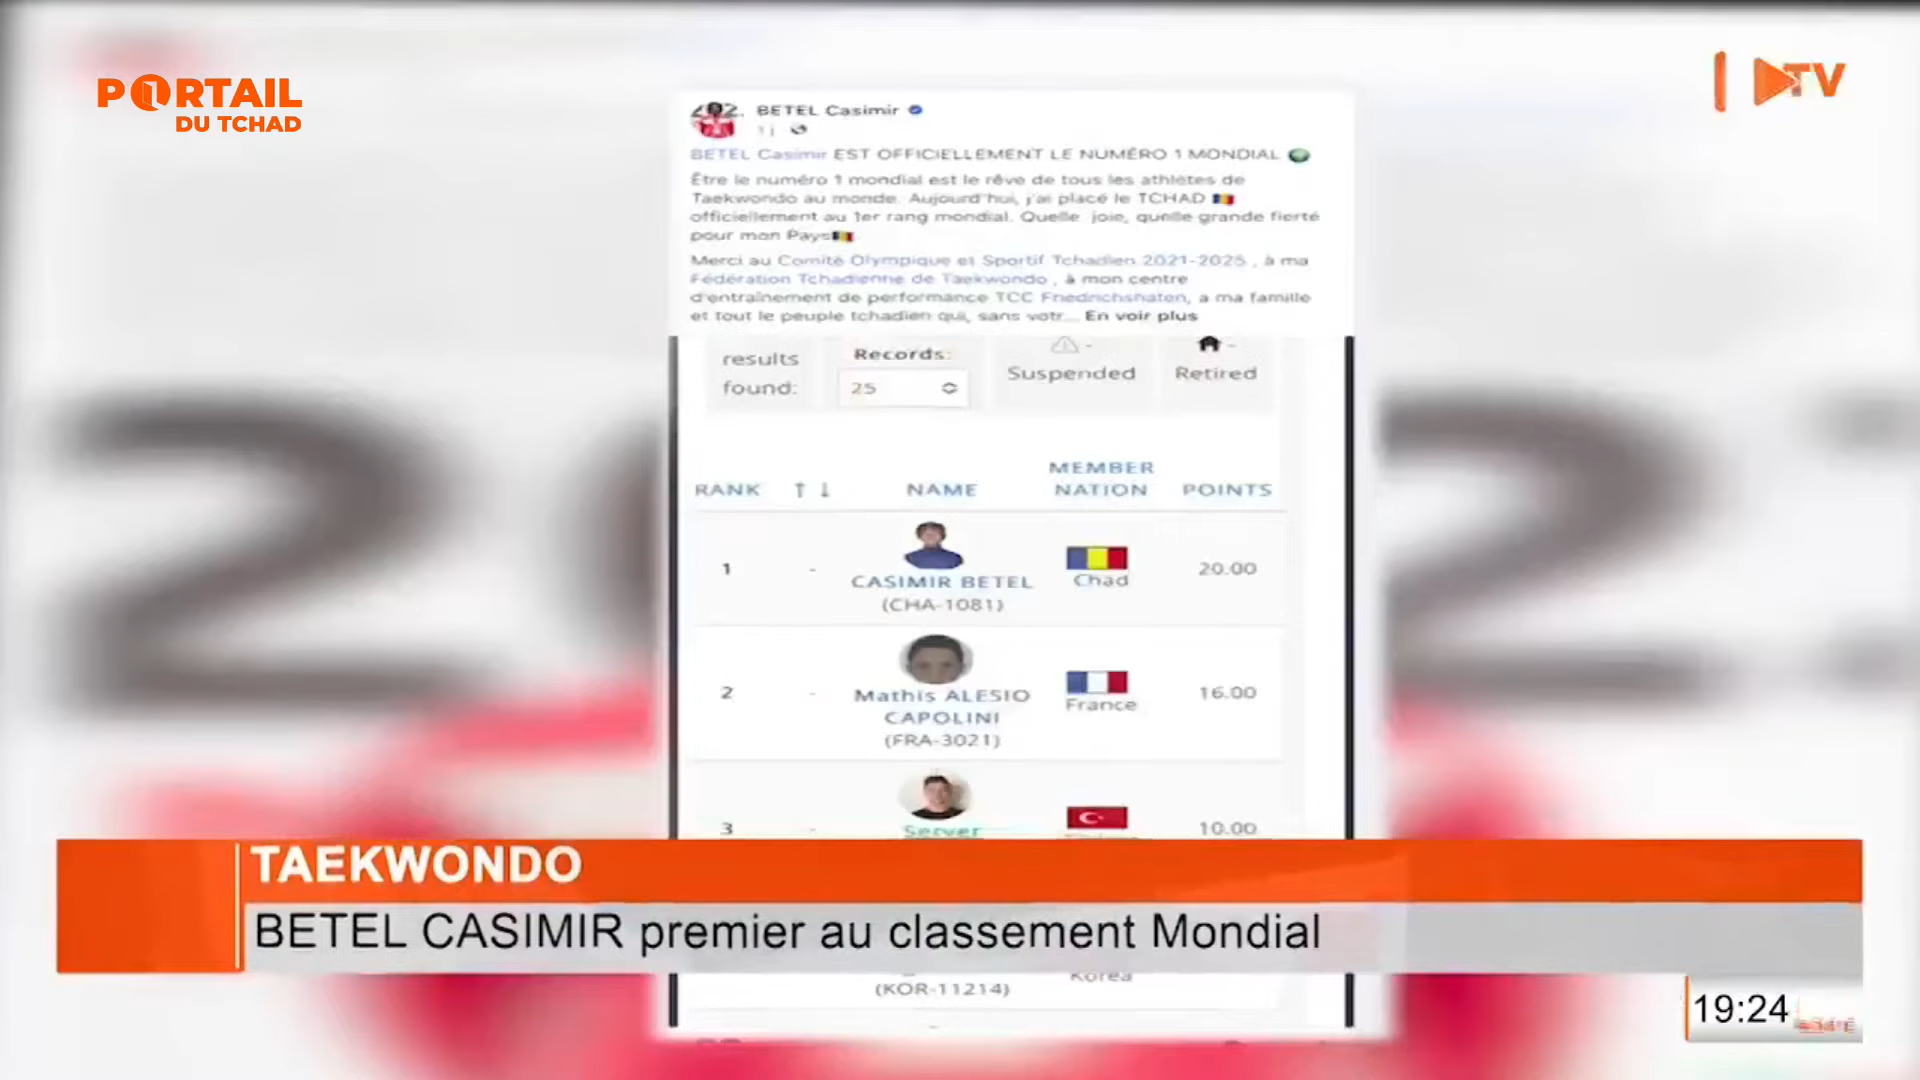 PORTAIL
DU TCHAD
TV
BETEL Casimir
1 j
BETEL Casimir EST OFFICIELLEMENT LE NUMÉRO 1 MONDIAL
Être le numéro 1 mondial est le rêve de tous les athlètes de
Taekwondo au monde. Aujourd'hui, j'ai placé le TCHAD
officiellement au 1er rang mondial. Quelle joie, quelle grande fierté
pour mon Pays
Merci au Comité Olympique et Sportif Tchadien 2021-2025 , à ma
Fédération Tchadienne de Taekwondo , à mon centre
d'entraînement de performance TCC Friedrichshafen, a ma famille
et tout le peuple tchadien qui, sans votr... En voir plus
results
found:
Records:
25
-
Suspended
-
Retired
RANK ↑↓ NAME MEMBER NATION POINTS
1 - CASIMIR BETEL Chad 20.00
(CHA-1081)
2 - Mathis ALESIO France 16.00
CAPOLINI
(FRA-3021)
3 - Server 10.00
TAEKWONDO
BETEL CASIMIR premier au classement Mondial
Korea
(KOR-11214)
19:24
2
2